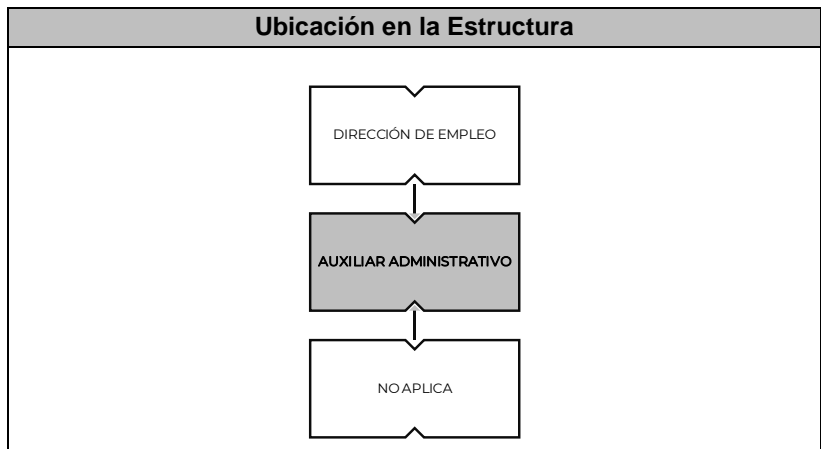 Ubicación en la Estructura
DIRECCIÓN DE EMPLEO
AUXILIAR ADMINISTRATIVO
NO APLICA